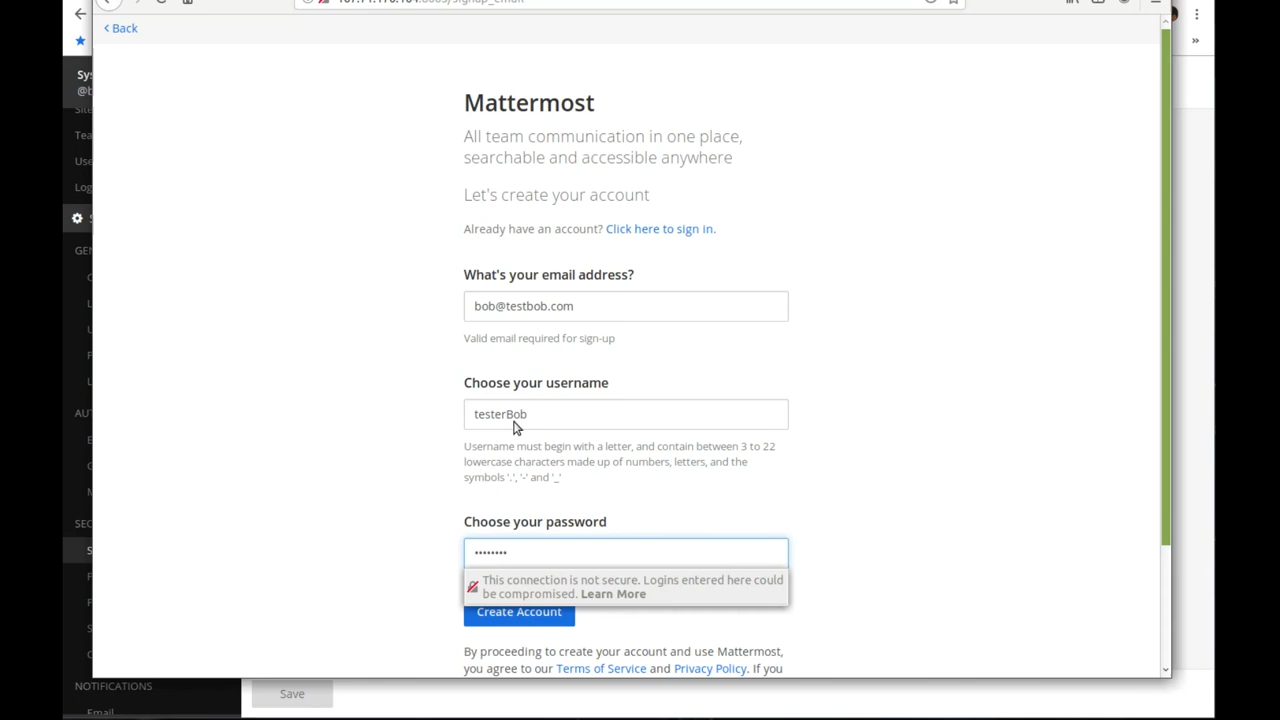 Back
Mattermost
All team communication in one place,
searchable and accessible anywhere
Let's create your account
Already have an account? Click here to sign in.
What's your email address?
bob@testbob.com
Valid email required for sign-up
Choose your username
testerBob
Username must begin with a letter, and contain between 3 to 22
lowercase characters made up of numbers, letters, and the
symbols '.', '-' and '_'
Choose your password
••••••••
This connection is not secure. Logins entered here could
be compromised. Learn More
Create Account
By proceeding to create your account and use Mattermost,
you agree to our Terms of Service and Privacy Policy. If you
NOTIFICATIONS
Email
Save